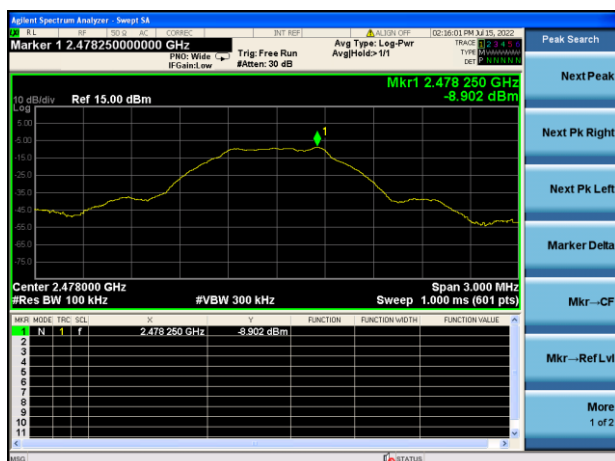 Agilent Spectrum Analyzer - Swept SA
RL RF 50 Ω AC CORREC INT REF ALIGN OFF 02:16:01 PM Jul 15, 2022
Marker 1 2.478250000000 GHz
PNO: Wide
IFGain:Low
Trig: Free Run
#Atten: 30 dB
Avg Type: Log-Pwr
Avg|Hold:>1/1
TRACE 1 2 3 4 5 6
TYPE MWWWWW
DET P N N N N N
Mkr1 2.478 250 GHz
-8.902 dBm
10 dB/div Ref 15.00 dBm
Log
5.00
-5.00
-15.0
-25.0
-35.0
-45.0
-55.0
-65.0
-75.0
1
Center 2.478000 GHz Span 3.000 MHz
#Res BW 100 kHz #VBW 300 kHz Sweep 1.000 ms (601 pts)
MKR MODE TRC SCL X Y FUNCTION FUNCTION WIDTH FUNCTION VALUE
1 N 1 f 2.478 250 GHz -8.902 dBm
2
3
4
5
6
7
8
9
10
11
MSG STATUS
Peak Search
Next Peak
Next Pk Right
Next Pk Left
Marker Delta
Mkr→CF
Mkr→Ref Lvl
More
1 of 2